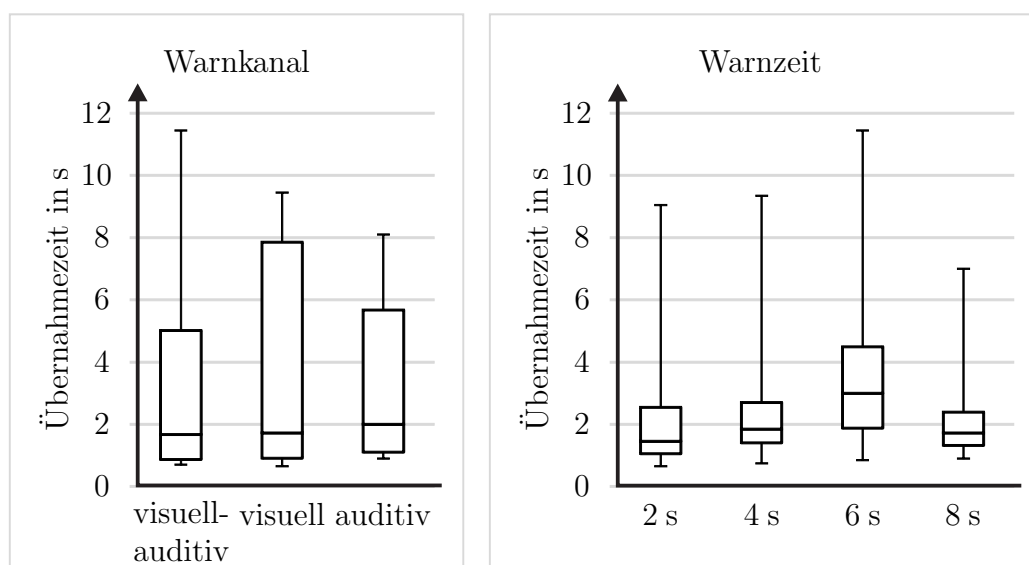 Warnkanal
Übernahmezeit in s
12
10
8
6
4
2
0
visuell- visuell auditiv
auditiv
Warnzeit
Übernahmezeit in s
12
10
8
6
4
2
0
2 s 4 s 6 s 8 s